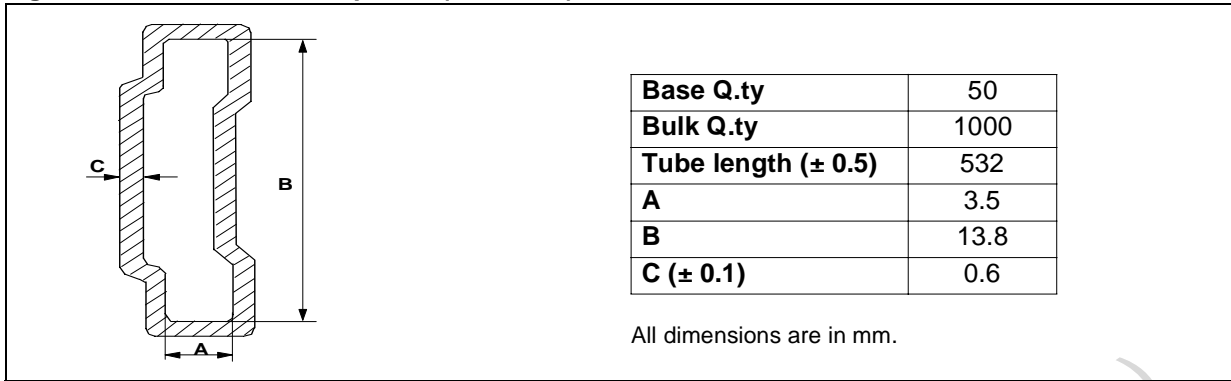 C
B
A
Base Q.ty 50
Bulk Q.ty 1000
Tube length (± 0.5) 532
A 3.5
B 13.8
C (± 0.1) 0.6
All dimensions are in mm.